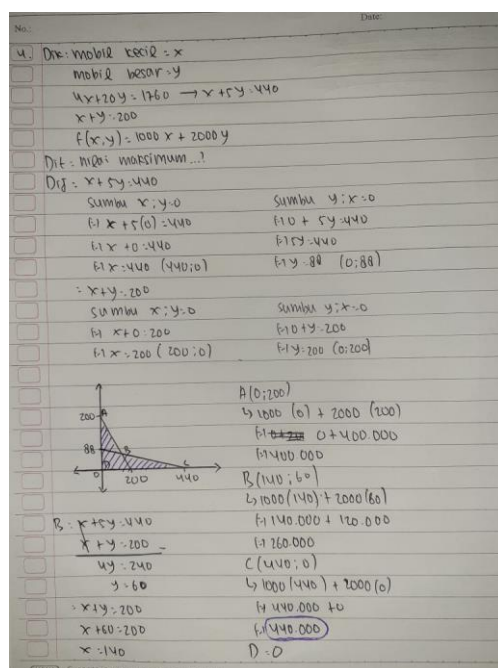 No.:
Date:
4. Dik: mobil kecil = x
mobil besar = y
4x+20y = 1760 → x+5y=440
x+y=200
f(x,y) = 1000 x + 2000 y
Dit = nilai maksimum...!
Dij = x+5y=440
Sumbu x; y=0
Sumbu y; x=0
(=) x + 5(0) = 440
(=) 0 + 5y=440
(=) x +0 = 440
(=) 5y=440
(=) x=440 (440;0)
(=) y=88 (0;88)
= x+y=200
Sumbu x; y=0
Sumbu y; x=0
(=) x+0=200
(=) 0+y=200
(=) x=200 (200;0)
(=) y=200 (0;200)
200
A
88
B
D
C
0
200
440
A(0;200)
↳ 1000 (0) + 2000 (200)
(=) 0+400.000
(=) 400.000
B(140;60)
↳ 1000(140) + 2000(60)
(=) 140.000 + 120.000
(=) 260.000
C(440;0)
↳ 1000(440) + 2000(0)
(=) 440.000 +0
(=) 440.000
D=0
B = x+5y=440
x + y = 200 -
4y = 240
y = 60
= x+y=200
x+60=200
x =140